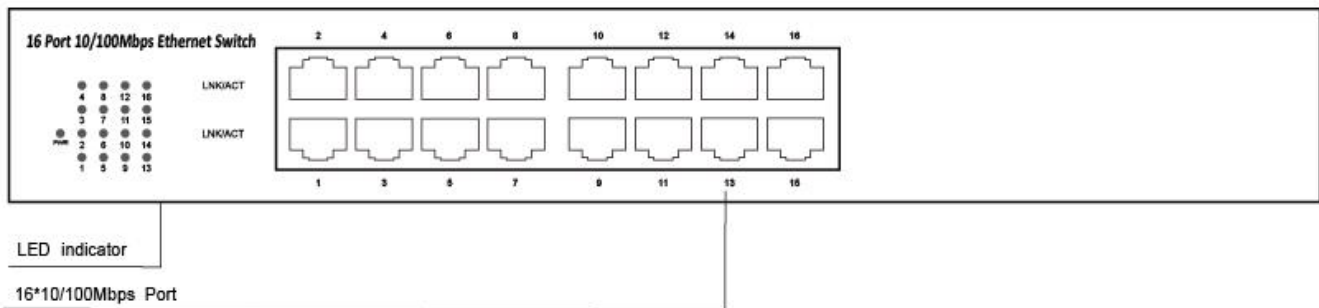 16 Port 10/100Mbps Ethernet Switch
2 4 6 8 10 12 14 16
LNK/ACT
4 8 12 16
3 7 11 15
LNK/ACT
PWR
2 6 10 14
1 5 9 13
1 3 5 7 9 11 13 15
LED indicator
16*10/100Mbps Port